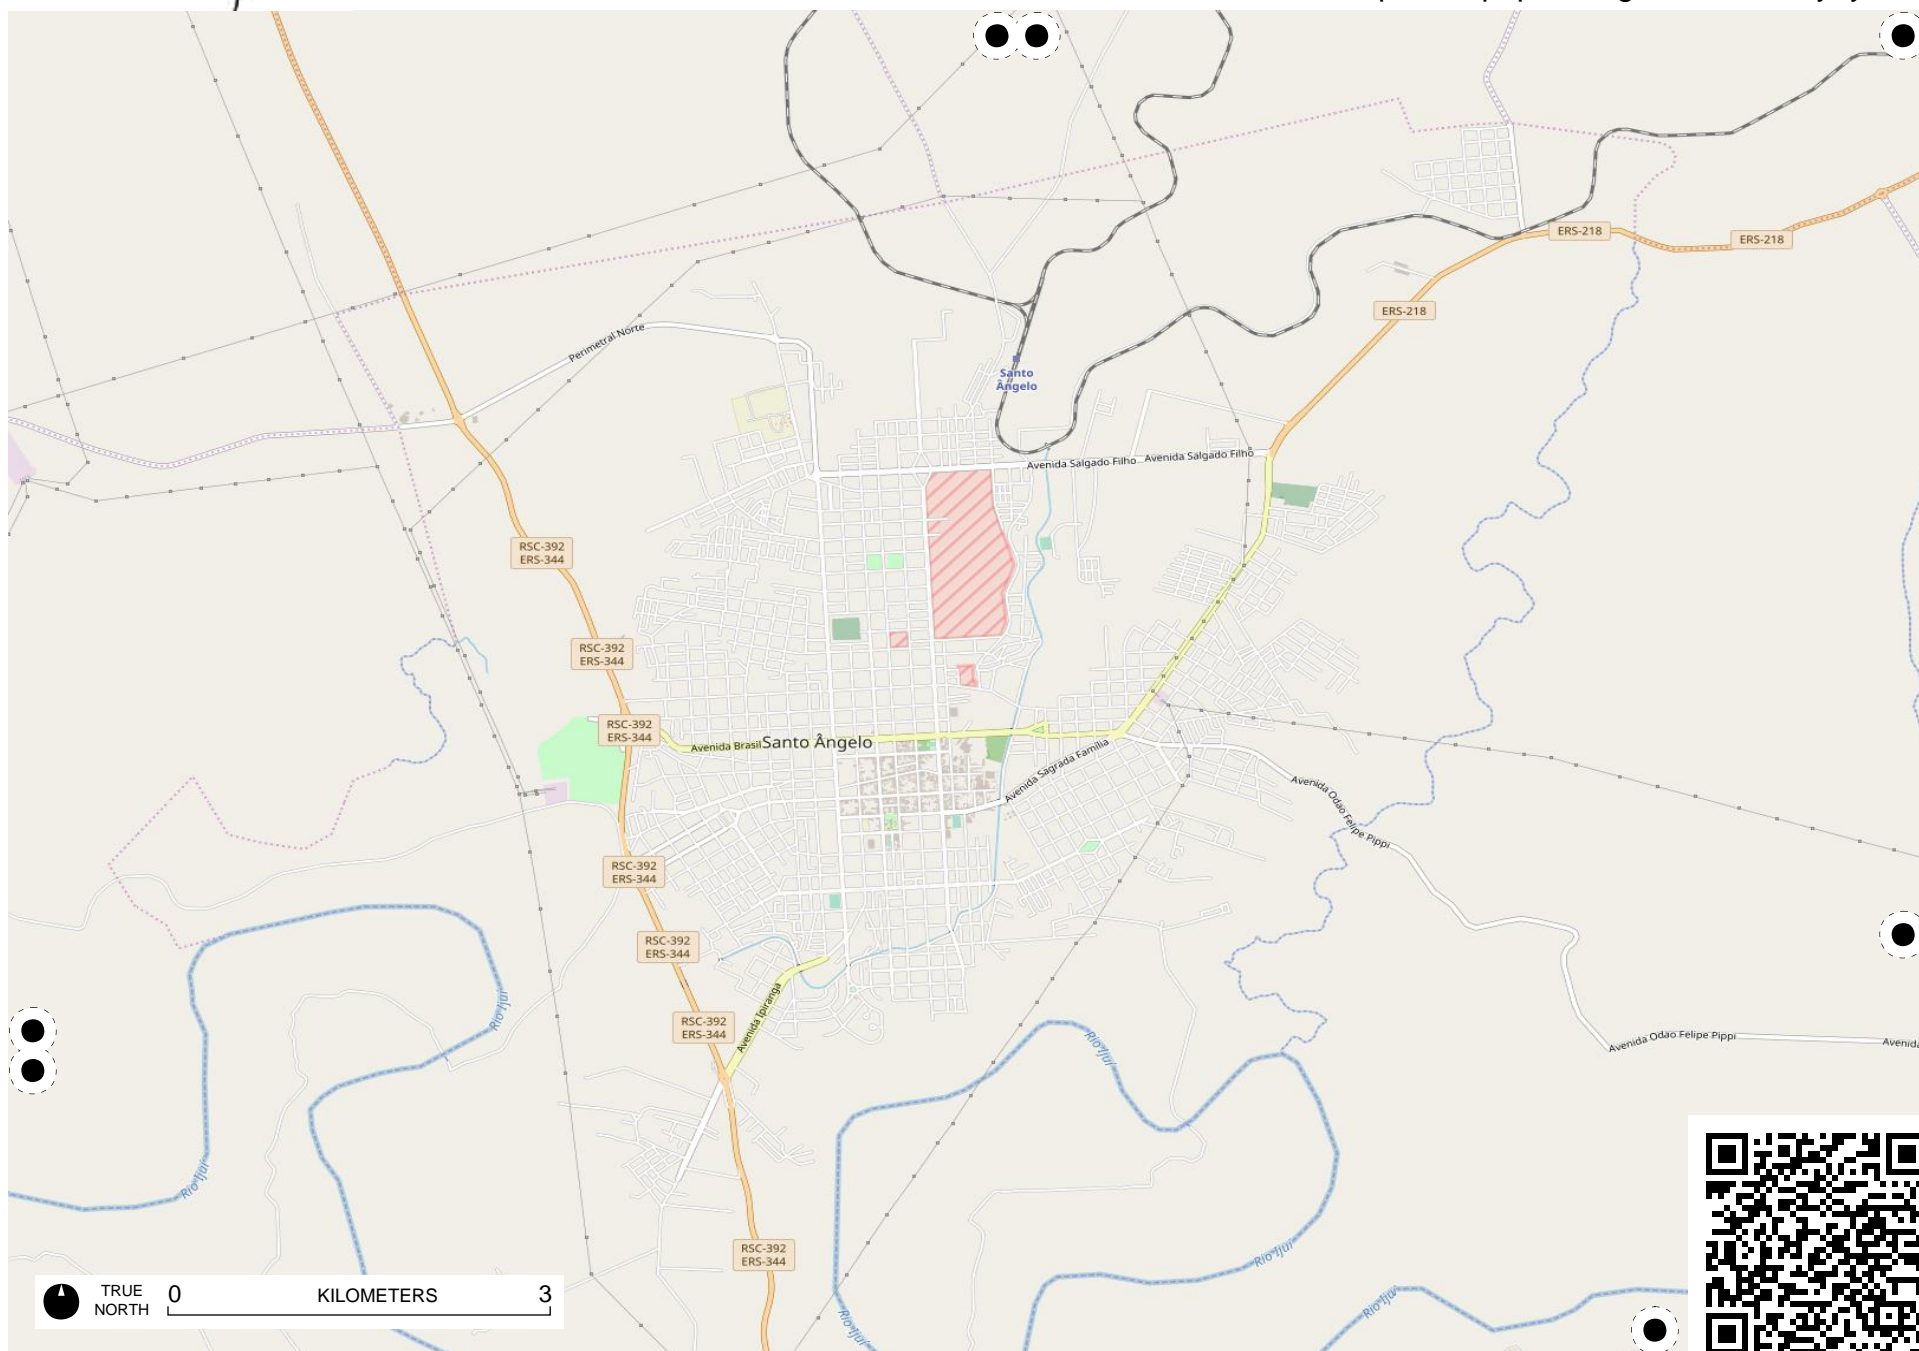 ERS-218
ERS-218
ERS-218
Perimetral Norte
Santo
Ângelo
Avenida Salgado Filho
Avenida Salgado Filho
RSC-392
ERS-344
RSC-392
ERS-344
RSC-392
ERS-344
Avenida Brasil
Santo Ângelo
Avenida Sagrada Família
Avenida Odão Felipe Pippi
RSC-392
ERS-344
RSC-392
ERS-344
Rio Ijuí
Avenida Ipiranga
RSC-392
ERS-344
Rio Ijuí
Avenida Odão Felipe Pippi
Avenida
Rio Ijuí
RSC-392
ERS-344
Rio Ijuí
Rio Ijuí
Rio Ijuí
TRUE
NORTH
0 KILOMETERS 3